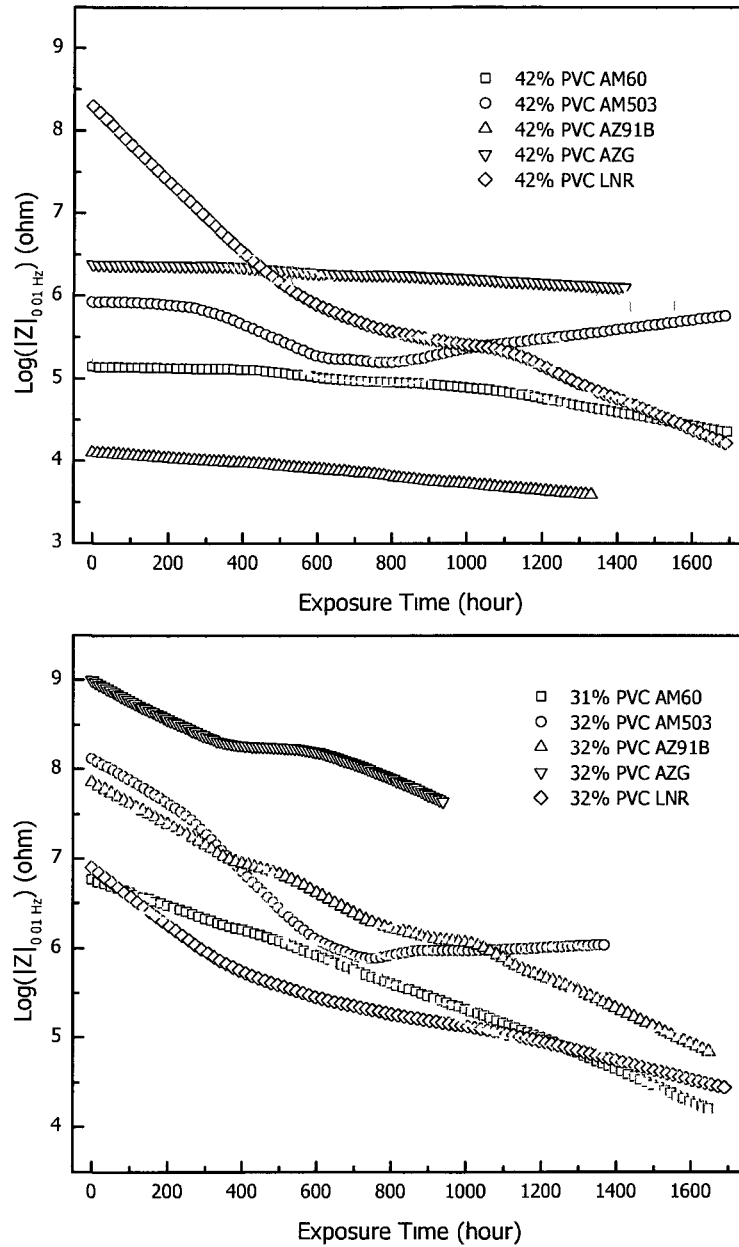 9
8
7
6
5
4
3
Log(|Z|0 01 Hz) (ohm)
□ 42% PVC AM60
○ 42% PVC AM503
△ 42% PVC AZ91B
▽ 42% PVC AZG
◇ 42% PVC LNR
0 200 400 600 800 1000 1200 1400 1600
Exposure Time (hour)
9
8
7
6
5
4
Log(|Z|0 01 Hz) (ohm)
□ 31% PVC AM60
○ 32% PVC AM503
△ 32% PVC AZ91B
▽ 32% PVC AZG
◇ 32% PVC LNR
0 200 400 600 800 1000 1200 1400 1600
Exposure Time (hour)